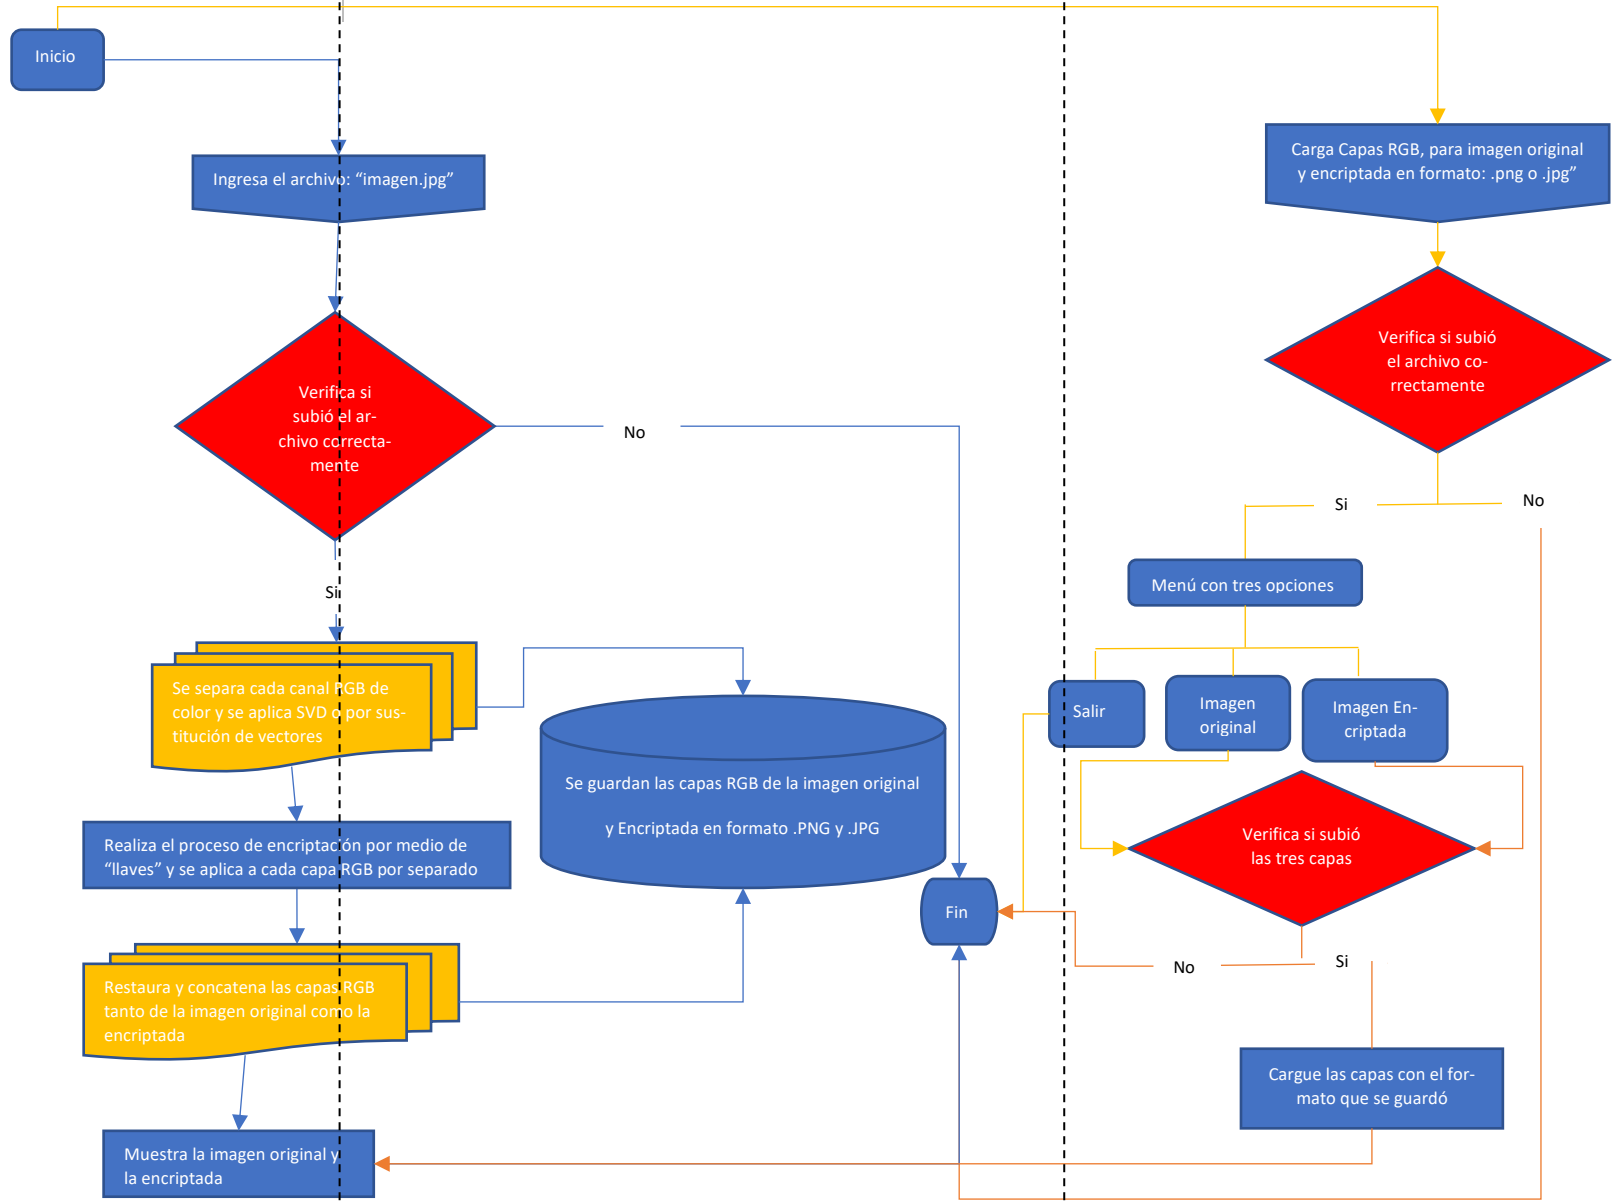 Inicio
Ingresa el archivo: “imagen.jpg”
Verifica si
subió el ar-
chivo correcta-
mente
No
Si
Se separa cada canal RGB de
color y se aplica SVD o por sus-
titución de vectores
Realiza el proceso de encriptación por medio de
“llaves” y se aplica a cada capa RGB por separado
Restaura y concatena las capas RGB
tanto de la imagen original como la
encriptada
Muestra la imagen original y
la encriptada
Se guardan las capas RGB de la imagen original
y Encriptada en formato .PNG y .JPG
Fin
Carga Capas RGB, para imagen original
y encriptada en formato: .png o .jpg”
Verifica si subió
el archivo co-
rrectamente
Si
No
Menú con tres opciones
Salir
Imagen
original
Imagen En-
criptada
Verifica si subió
las tres capas
No
Si
Cargue las capas con el for-
mato que se guardó